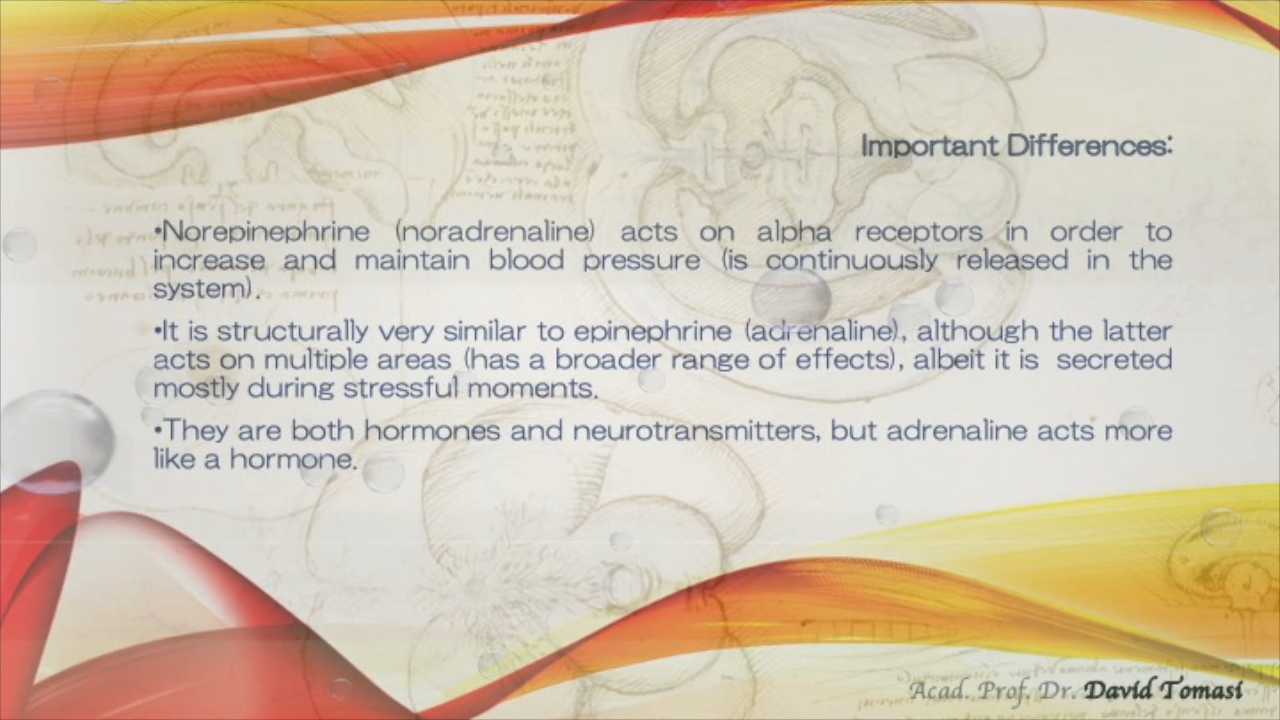 Important Differences:
•Norepinephrine (noradrenaline) acts on alpha receptors in order to
increase and maintain blood pressure (is continuously released in the
system).
•It is structurally very similar to epinephrine (adrenaline), although the latter
acts on multiple areas (has a broader range of effects), albeit it is secreted
mostly during stressful moments.
•They are both hormones and neurotransmitters, but adrenaline acts more
like a hormone.
Acad. Prof. Dr. David Tomasi